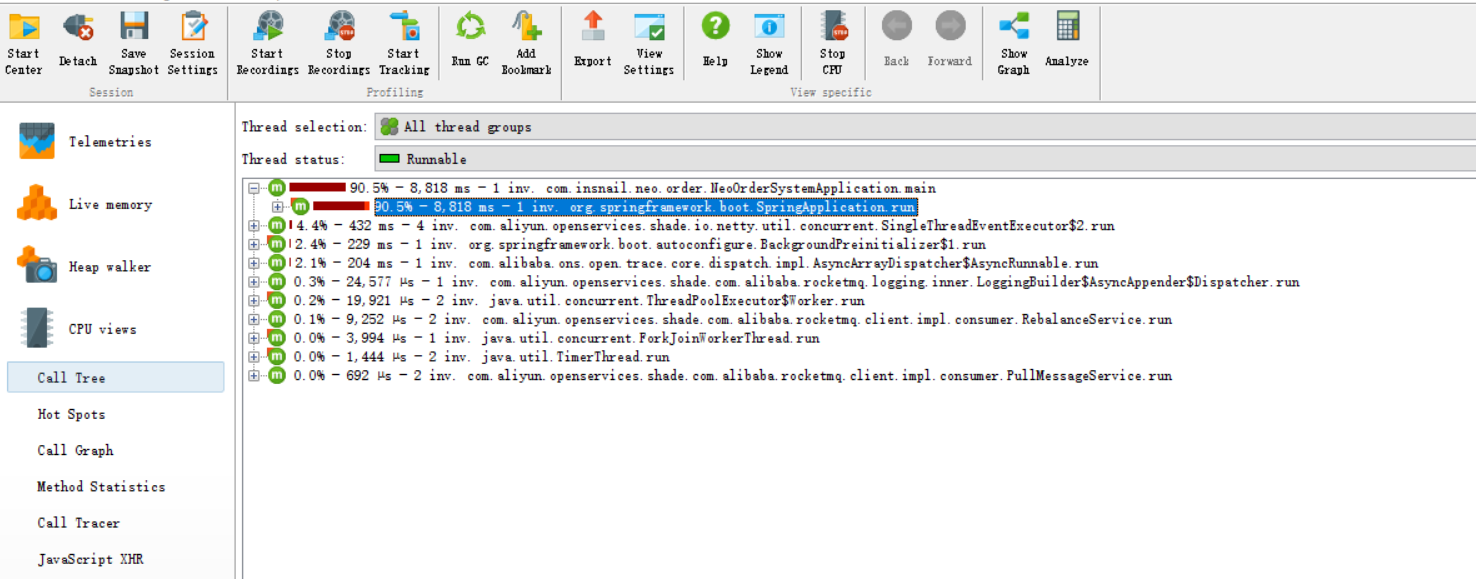 Start Center
Detach
Save Snapshot
Session Settings
Start Recordings
Stop Recordings
Start Tracking
Run GC
Add Bookmark
Export
View Settings
Help
Show Legend
Stop CPU
Back
Forward
Show Graph
Analyze
Session
Profiling
View specific
Telemetries
Live memory
Heap walker
CPU views
Call Tree
Hot Spots
Call Graph
Method Statistics
Call Tracer
JavaScript XHR
Thread selection: All thread groups
Thread status: Runnable
90.5% - 8,818 ms - 1 inv. com.insnail.neo.order.NeoOrderSystemApplication.main
90.5% - 8,818 ms - 1 inv. org.springframework.boot.SpringApplication.run
4.4% - 432 ms - 4 inv. com.aliyun.openservices.shade.io.netty.util.concurrent.SingleThreadEventExecutor$2.run
2.4% - 229 ms - 1 inv. org.springframework.boot.autoconfigure.BackgroundPreinitializer$1.run
2.1% - 204 ms - 1 inv. com.alibaba.ons.open.trace.core.dispatch.impl.AsyncArrayDispatcher$AsyncRunnable.run
0.3% - 24,577 µs - 1 inv. com.aliyun.openservices.shade.com.alibaba.rocketmq.logging.inner.LoggingBuilder$AsyncAppender$Dispatcher.run
0.2% - 19,921 µs - 2 inv. java.util.concurrent.ThreadPoolExecutor$Worker.run
0.1% - 9,252 µs - 2 inv. com.aliyun.openservices.shade.com.alibaba.rocketmq.client.impl.consumer.RebalanceService.run
0.0% - 3,994 µs - 1 inv. java.util.concurrent.ForkJoinWorkerThread.run
0.0% - 1,444 µs - 2 inv. java.util.TimerThread.run
0.0% - 692 µs - 2 inv. com.aliyun.openservices.shade.com.alibaba.rocketmq.client.impl.consumer.PullMessageService.run